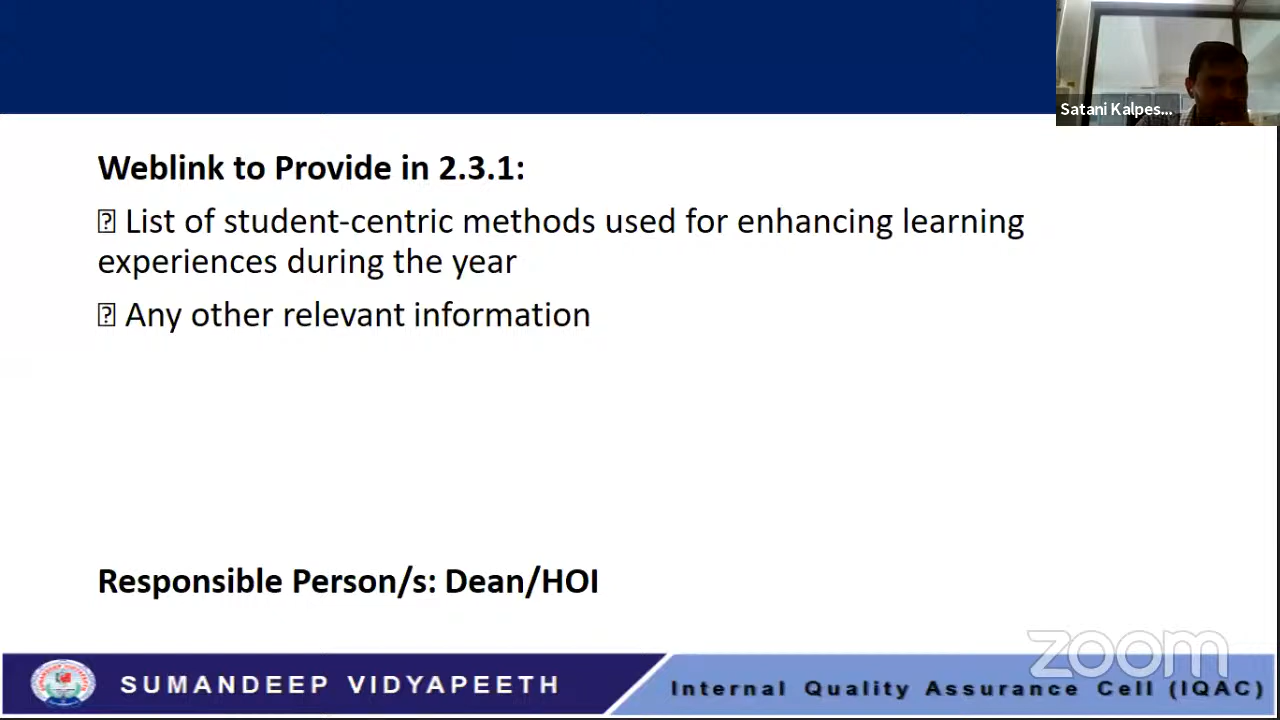 Satani Kalpes...
Weblink to Provide in 2.3.1:
⍰ List of student-centric methods used for enhancing learning
experiences during the year
⍰ Any other relevant information
Responsible Person/s: Dean/HOI
zoom
SUMANDEEP VIDYAPEETH
Internal Quality Assurance Cell (IQAC)